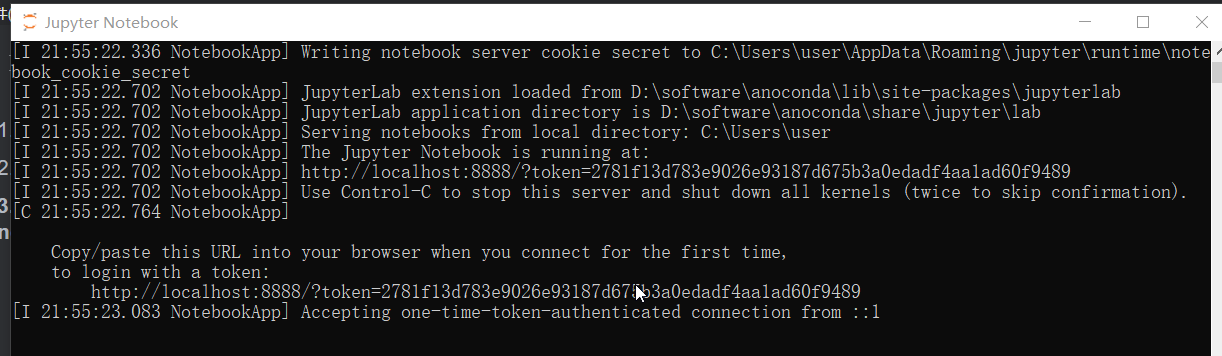 Jupyter Notebook
[I 21:55:22.336 NotebookApp] Writing notebook server cookie secret to C:\Users\user\AppData\Roaming\jupyter\runtime\note
book_cookie_secret
[I 21:55:22.702 NotebookApp] JupyterLab extension loaded from D:\software\anoconda\lib\site-packages\jupyterlab
[I 21:55:22.702 NotebookApp] JupyterLab application directory is D:\software\anoconda\share\jupyter\lab
[I 21:55:22.702 NotebookApp] Serving notebooks from local directory: C:\Users\user
[I 21:55:22.702 NotebookApp] The Jupyter Notebook is running at:
[I 21:55:22.702 NotebookApp] http://localhost:8888/?token=2781f13d783e9026e93187d675b3a0edadf4aa1ad60f9489
[I 21:55:22.702 NotebookApp] Use Control-C to stop this server and shut down all kernels (twice to skip confirmation).
[C 21:55:22.764 NotebookApp]
Copy/paste this URL into your browser when you connect for the first time,
to login with a token:
http://localhost:8888/?token=2781f13d783e9026e93187d675b3a0edadf4aa1ad60f9489
[I 21:55:23.083 NotebookApp] Accepting one-time-token-authenticated connection from ::1
1
2
3
n